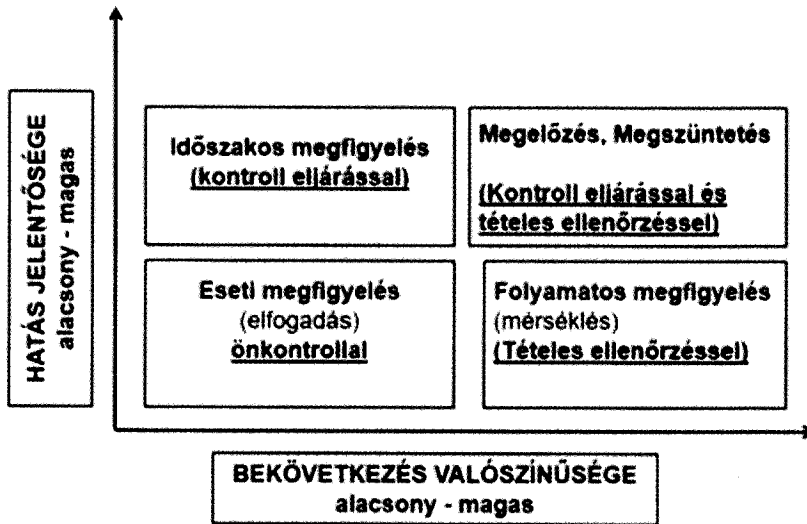 HATÁS JELENTŐSÉGE
alacsony - magas
Időszakos megfigyelés
(kontroll eljárással)
Megelőzés, Megszüntetés
(Kontroll eljárással és
tételes ellenőrzéssel)
Eseti megfigyelés
(elfogadás)
önkontrollal
Folyamatos megfigyelés
(mérséklés)
(Tételes ellenőrzéssel)
BEKÖVETKEZÉS VALÓSZÍNŰSÉGE
alacsony - magas